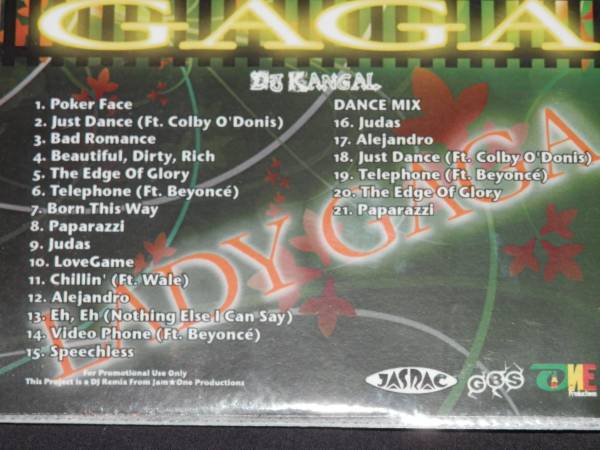 GAGA
DJ KANGAL
1. Poker Face
2. Just Dance (Ft. Colby O'Donis)
3. Bad Romance
4. Beautiful, Dirty, Rich
5. The Edge Of Glory
6. Telephone (Ft. Beyoncé)
7. Born This Way
8. Paparazzi
9. Judas
10. LoveGame
11. Chillin' (Ft. Wale)
12. Alejandro
13. Eh, Eh (Nothing Else I Can Say)
14. Video Phone (Ft. Beyoncé)
15. Speechless
DANCE MIX
16. Judas
17. Alejandro
18. Just Dance (Ft. Colby O'Donis)
19. Telephone (Ft. Beyoncé)
20. The Edge Of Glory
21. Paparazzi
LADY GAGA
For Promotional Use Only
This Project is a DJ Remix From Jam★One Productions
JASRAC
GBS
ONE
Productions